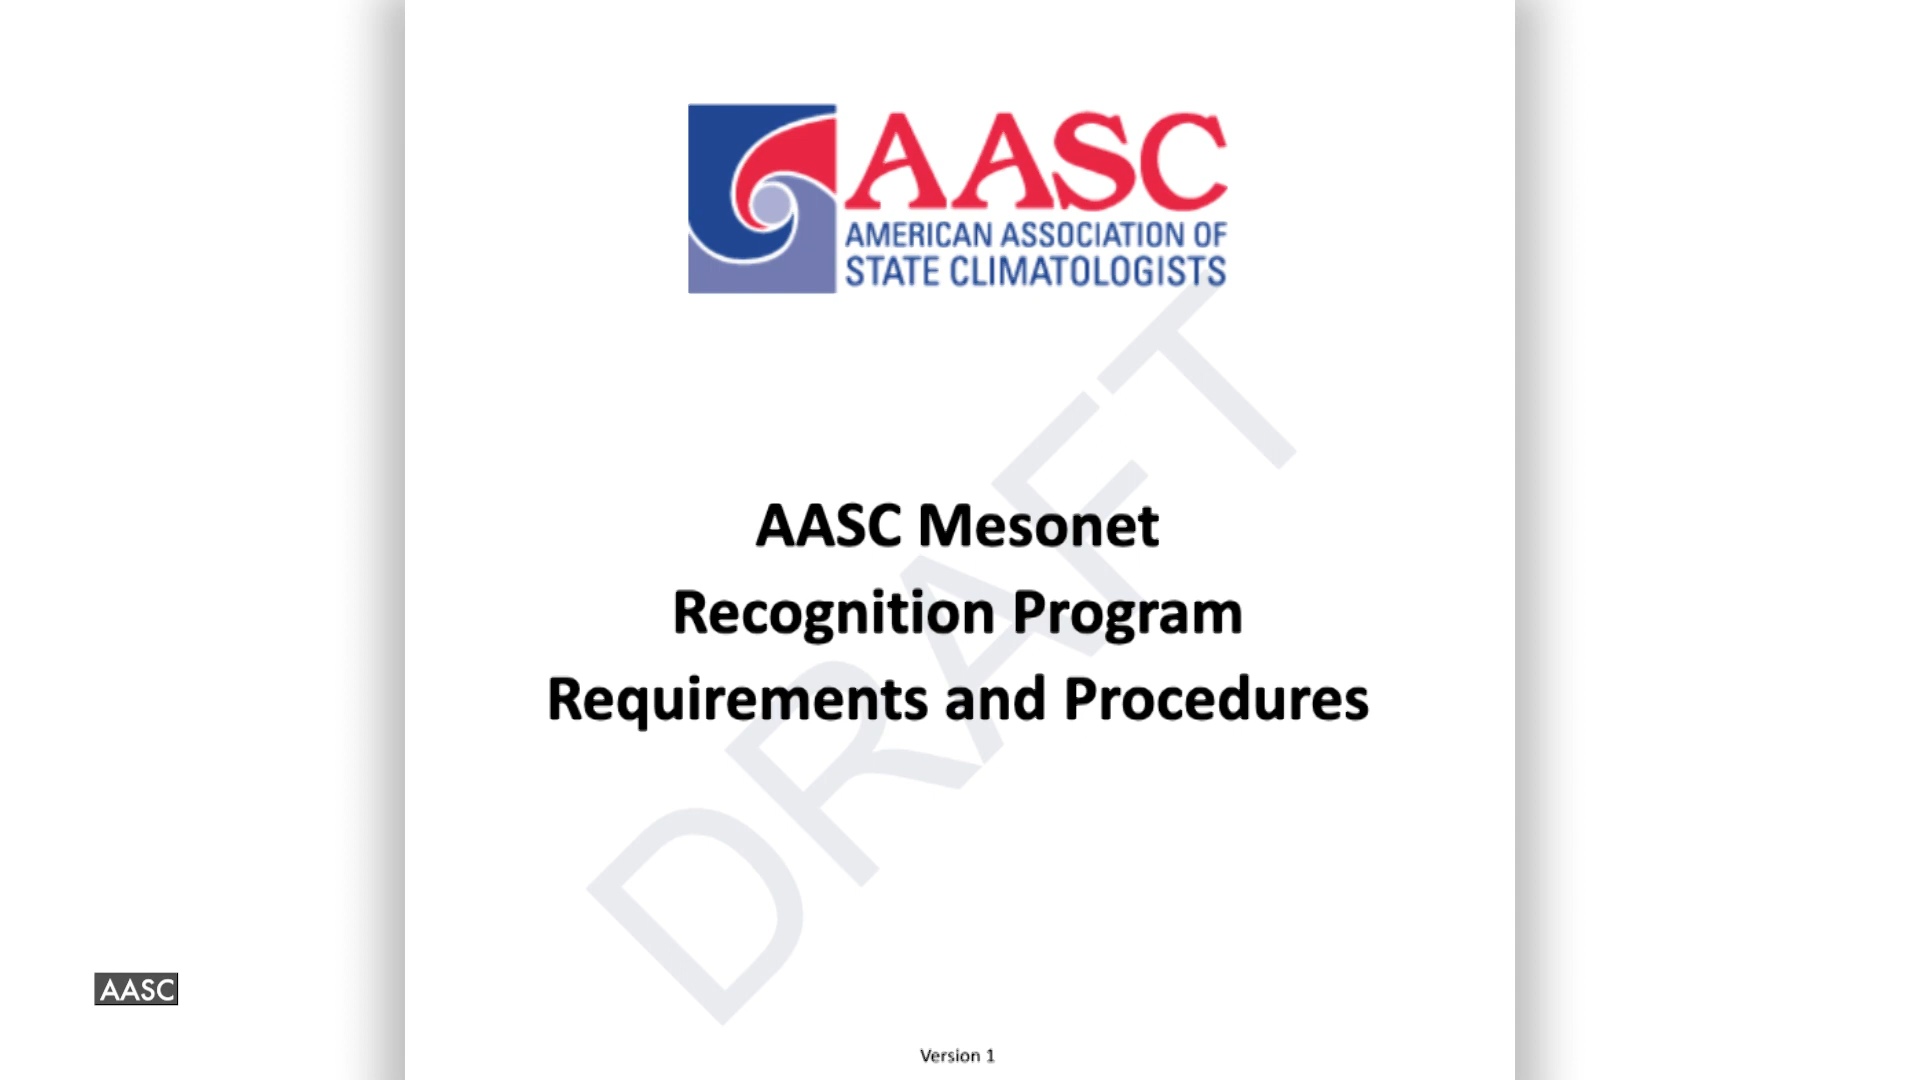 AASC
AMERICAN ASSOCIATION OF
STATE CLIMATOLOGISTS
DRAFT
AASC Mesonet
Recognition Program
Requirements and Procedures
AASC
Version 1